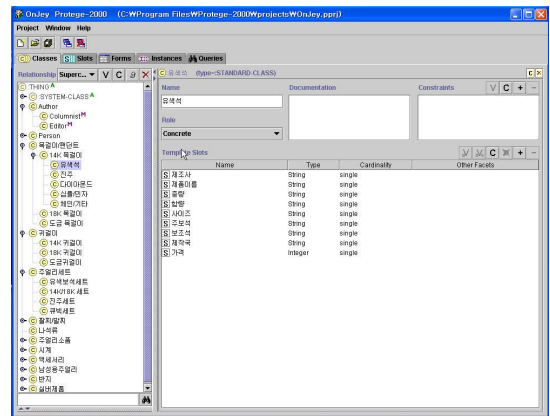 OnJey Protege-2000 (C:₩Program Files₩Protege-2000₩projects₩OnJey.pprj)
Project Window Help
Classes Slots Forms Instances Queries
Relationship Superc... V C X
유색석 (type=STANDARD-CLASS)
C X
:THING A
:SYSTEM-CLASS A
Author
Columnist M
Editor M
Person
목걸이/팬던트
14K 목걸이
유색석
진주
다이아몬드
심플/민자
체인/기타
18K 목걸이
도금 목걸이
귀걸이
14K 귀걸이
18K 귀걸이
도금귀걸이
주얼리세트
유색보석세트
14K/18K 세트
진주세트
큐빅세트
팔찌/발찌
나석류
주얼리소품
시계
액세서리
남성용주얼리
반지
실버제품
Name
유색석
Documentation
Constraints
V C + -
Role
Concrete
Template Slots
V C + -
Name Type Cardinality Other Facets
S 제조사 String single
S 제품이름 String single
S 중량 String single
S 함량 String single
S 사이즈 String single
S 주보석 String single
S 보조석 String single
S 제작국 String single
S 가격 Integer single